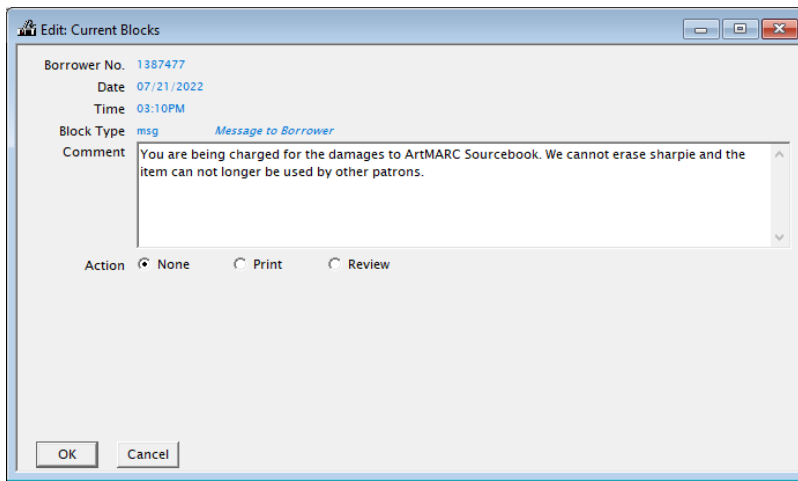 Edit: Current Blocks
Borrower No. 1387477
Date 07/21/2022
Time 03:10PM
Block Type msg Message to Borrower
Comment You are being charged for the damages to ArtMARC Sourcebook. We cannot erase sharpie and the
item can not longer be used by other patrons.
Action None Print Review
OK Cancel